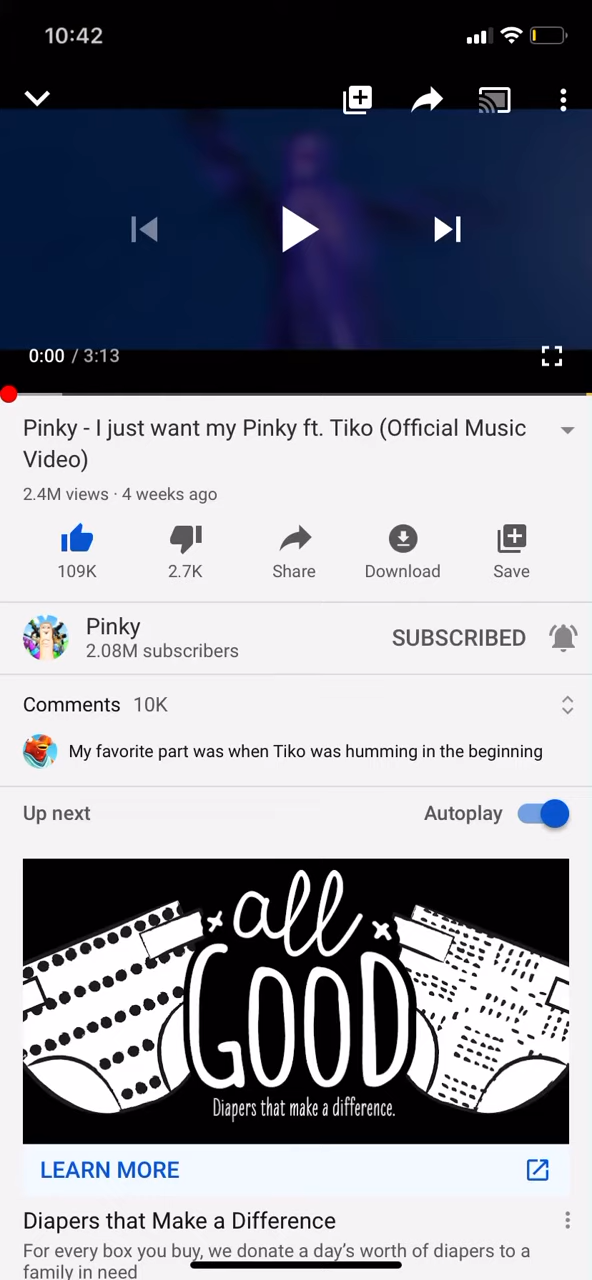 10:42
0:00 / 3:13
Pinky - I just want my Pinky ft. Tiko (Official Music
Video)
2.4M views · 4 weeks ago
109K
2.7K
Share
Download
Save
Pinky
2.08M subscribers
SUBSCRIBED
Comments 10K
My favorite part was when Tiko was humming in the beginning
Up next
Autoplay
all
GOOD
Diapers that make a difference.
LEARN MORE
Diapers that Make a Difference
For every box you buy, we donate a day’s worth of diapers to a
family in need